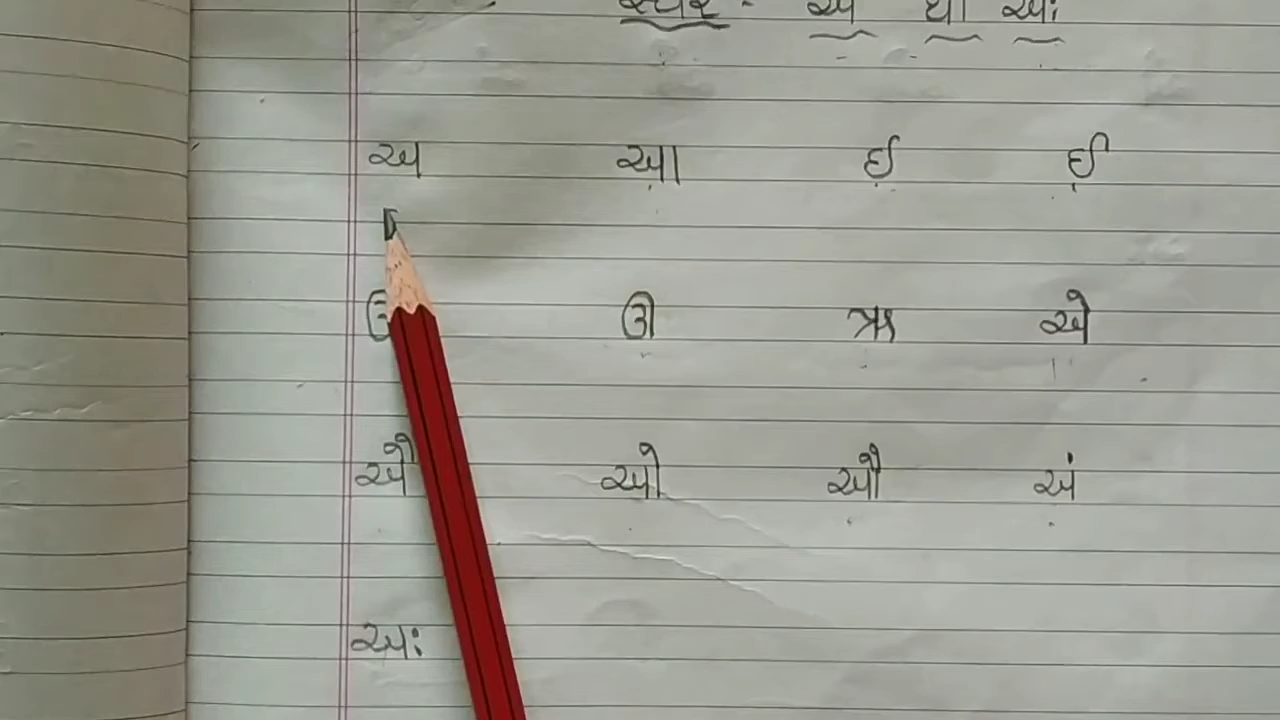 સ્વર - અ થી અઃ
અ આ ઇ ઈ
ઉ ઊ ઋ એ
ઐ ઓ ઔ અં
અઃ